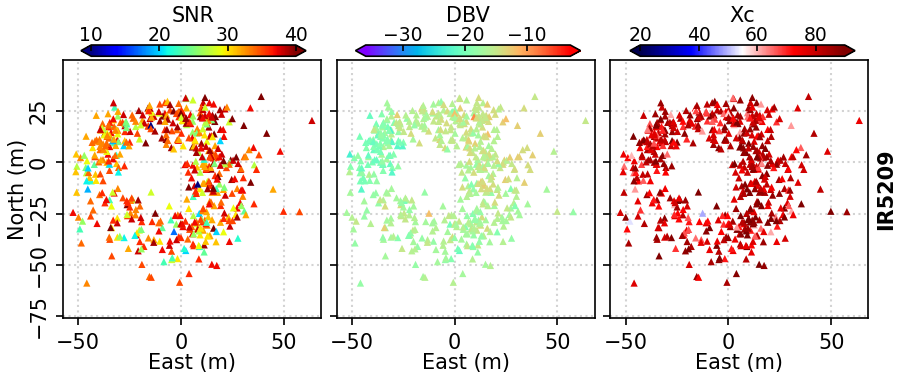 SNR DBV Xc
10 20 30 40 −30 −20 −10 20 40 60 80
North (m)
25
0
−25
−50
−75
IR5209
−50 0 50 −50 0 50 −50 0 50
East (m) East (m) East (m)